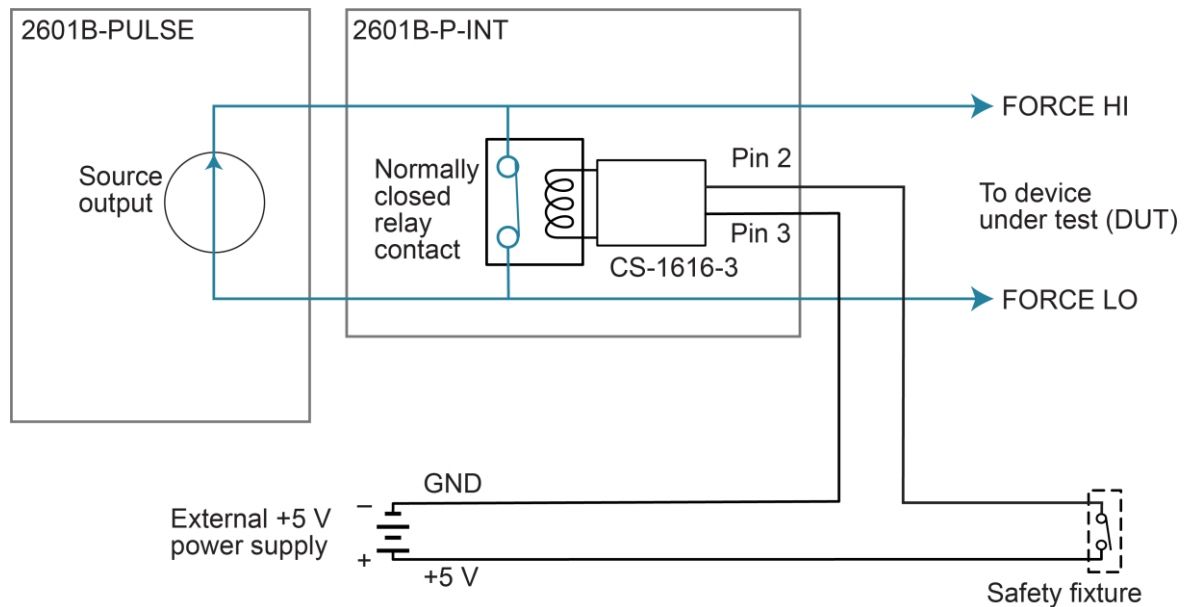 2601B-PULSE
2601B-P-INT
FORCE HI
Source
output
Normally
closed
relay
contact
Pin 2
Pin 3
CS-1616-3
To device
under test (DUT)
FORCE LO
GND
External +5 V
power supply
–
+
+5 V
Safety fixture